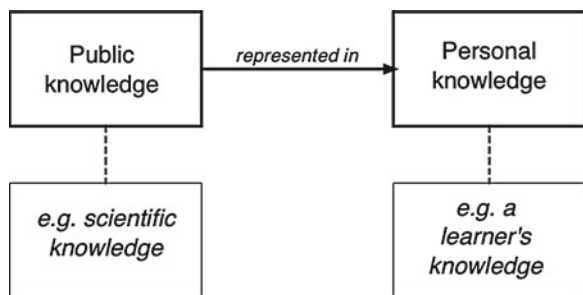 Public
knowledge
represented in
Personal
knowledge
e.g. scientific
knowledge
e.g. a
learner's
knowledge